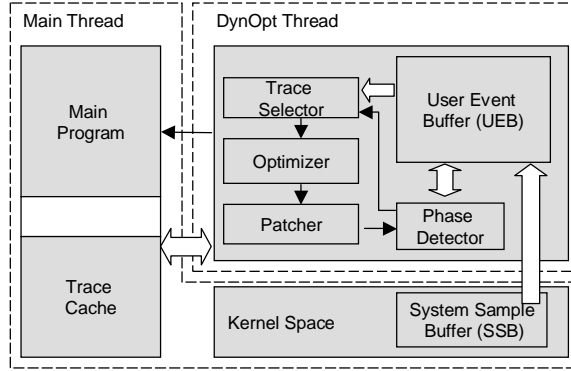 Main Thread
DynOpt Thread
Main
Program
Trace
Cache
Trace
Selector
Optimizer
Patcher
User Event
Buffer (UEB)
Phase
Detector
Kernel Space
System Sample
Buffer (SSB)